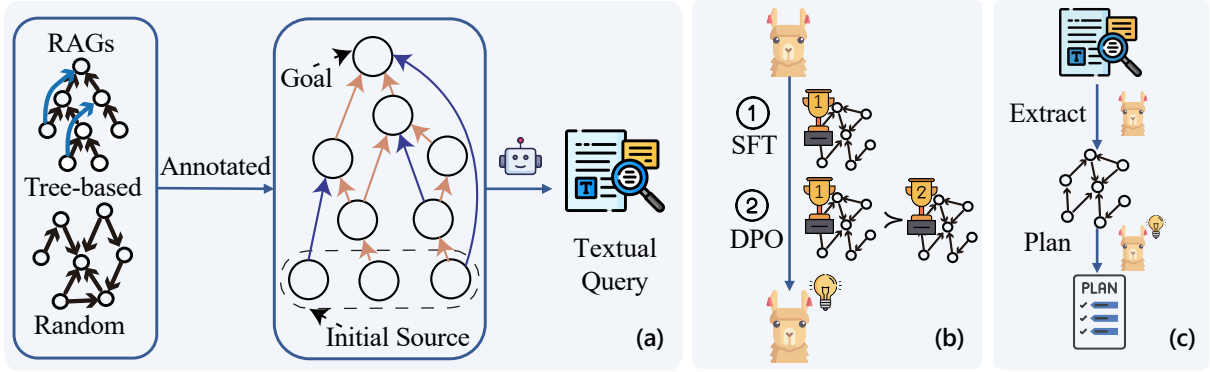 RAGs
Tree-based
Random
Annotated
Goal
Initial Source
T
Textual
Query
(a)
1
SFT
1
2
DPO
1
≻
2
(b)
T
Extract
Plan
PLAN
(c)